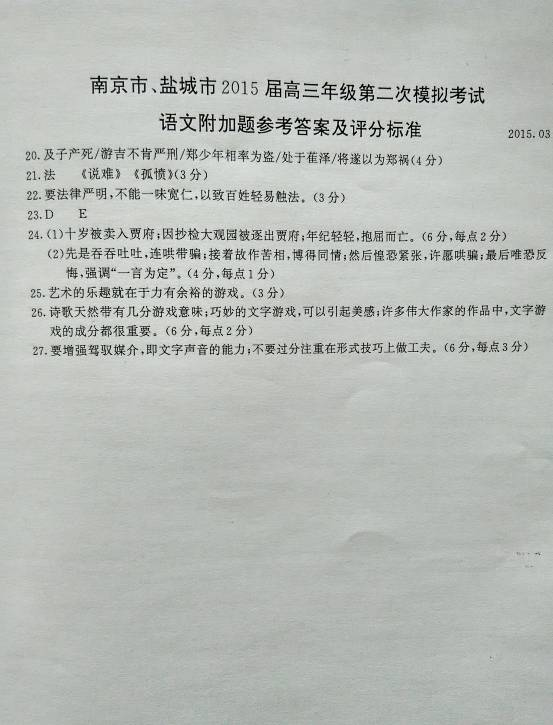 南京市、盐城市 2015 届高三年级第二次模拟考试
语文附加题参考答案及评分标准
2015.03
20.及子产死/游吉不肯严刑/郑少年相率为盗/处于萑泽/将遂以为郑祸(4分)
21.法 《说难》《孤愤》(3分)
22.要法律严明,不能一味宽仁,以致百姓轻易触法。(3分)
23.D E
24.(1)十岁被卖入贾府;因抄检大观园被逐出贾府;年纪轻轻,抱屈而亡。(6分,每点2分)
(2)先是吞吞吐吐,连哄带骗;接着故作苦相,博得同情;然后惶恐紧张,许愿哄骗;最后唯恐反
悔,强调“一言为定”。(4分,每点1分)
25.艺术的乐趣就在于力有余裕的游戏。(3分)
26.诗歌天然带有几分游戏意味;巧妙的文字游戏,可以引起美感;许多伟大作家的作品中,文字游
戏的成分都很重要。(6分,每点2分)
27.要增强驾驭媒介,即文字声音的能力;不要过分注重在形式技巧上做工夫。(6分,每点3分)